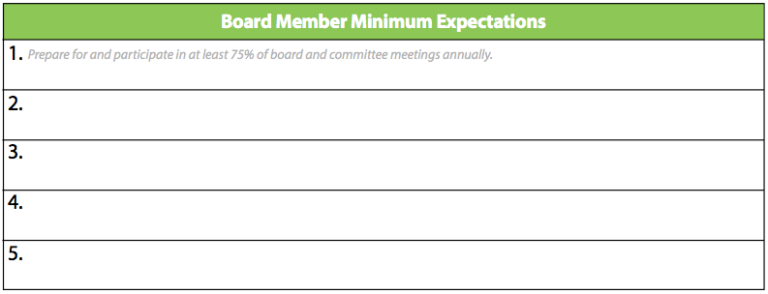 Board Member Minimum Expectations
1. Prepare for and participate in at least 75% of board and committee meetings annually.
2.
3.
4.
5.